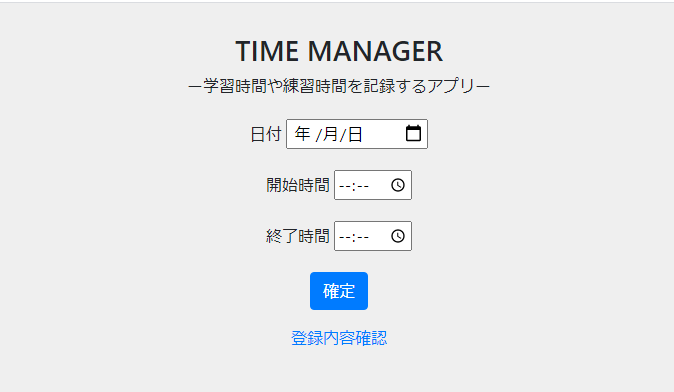 TIME MANAGER
ー学習時間や練習時間を記録するアプリー
日付 年 /月/日
開始時間 --:--
終了時間 --:--
確定
登録内容確認